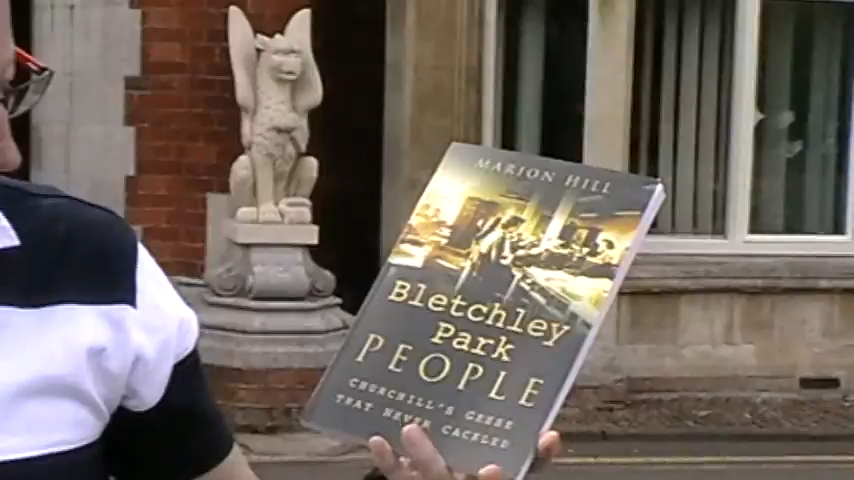 MARION HILL
Bletchley
Park
PEOPLE
CHURCHILL'S GEESE
THAT NEVER CACKLED